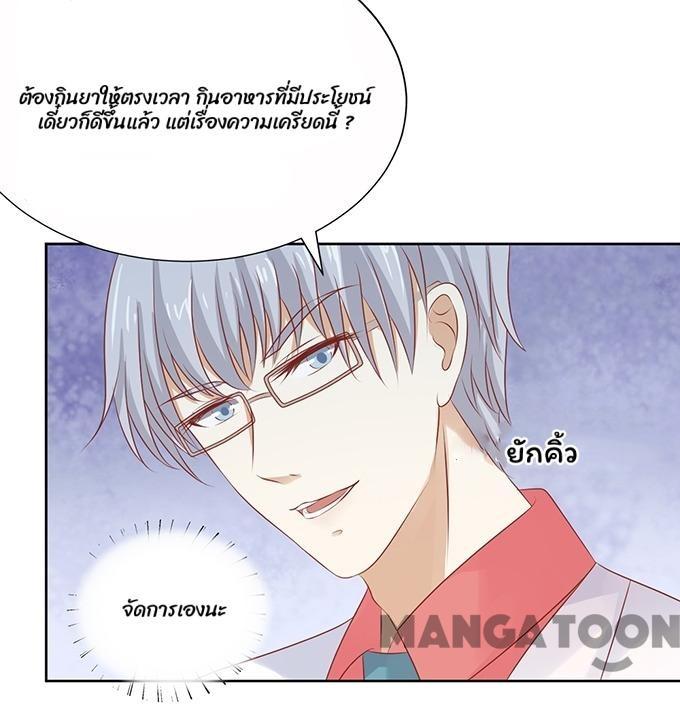 ต้องกินยาให้ตรงเวลา กินอาหารที่มีประโยชน์
เดี๋ยวก็ดีขึ้นแล้ว แต่เรื่องความเครียดนี้ ?
ยักคิ้ว
จัดการเองนะ
MANGATOON